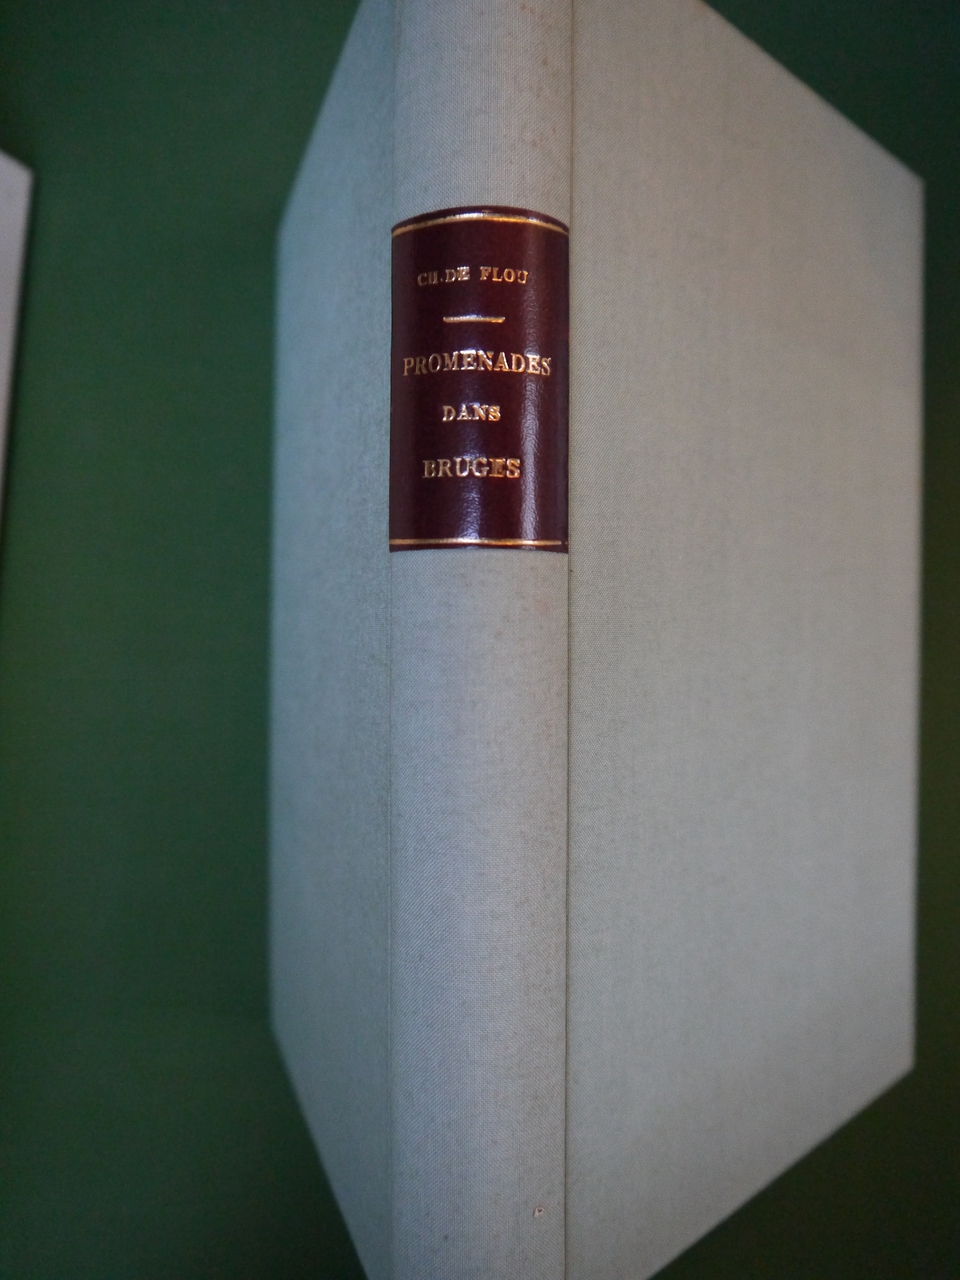 CH. DE FLOU
PROMENADES
DANS
BRUGES